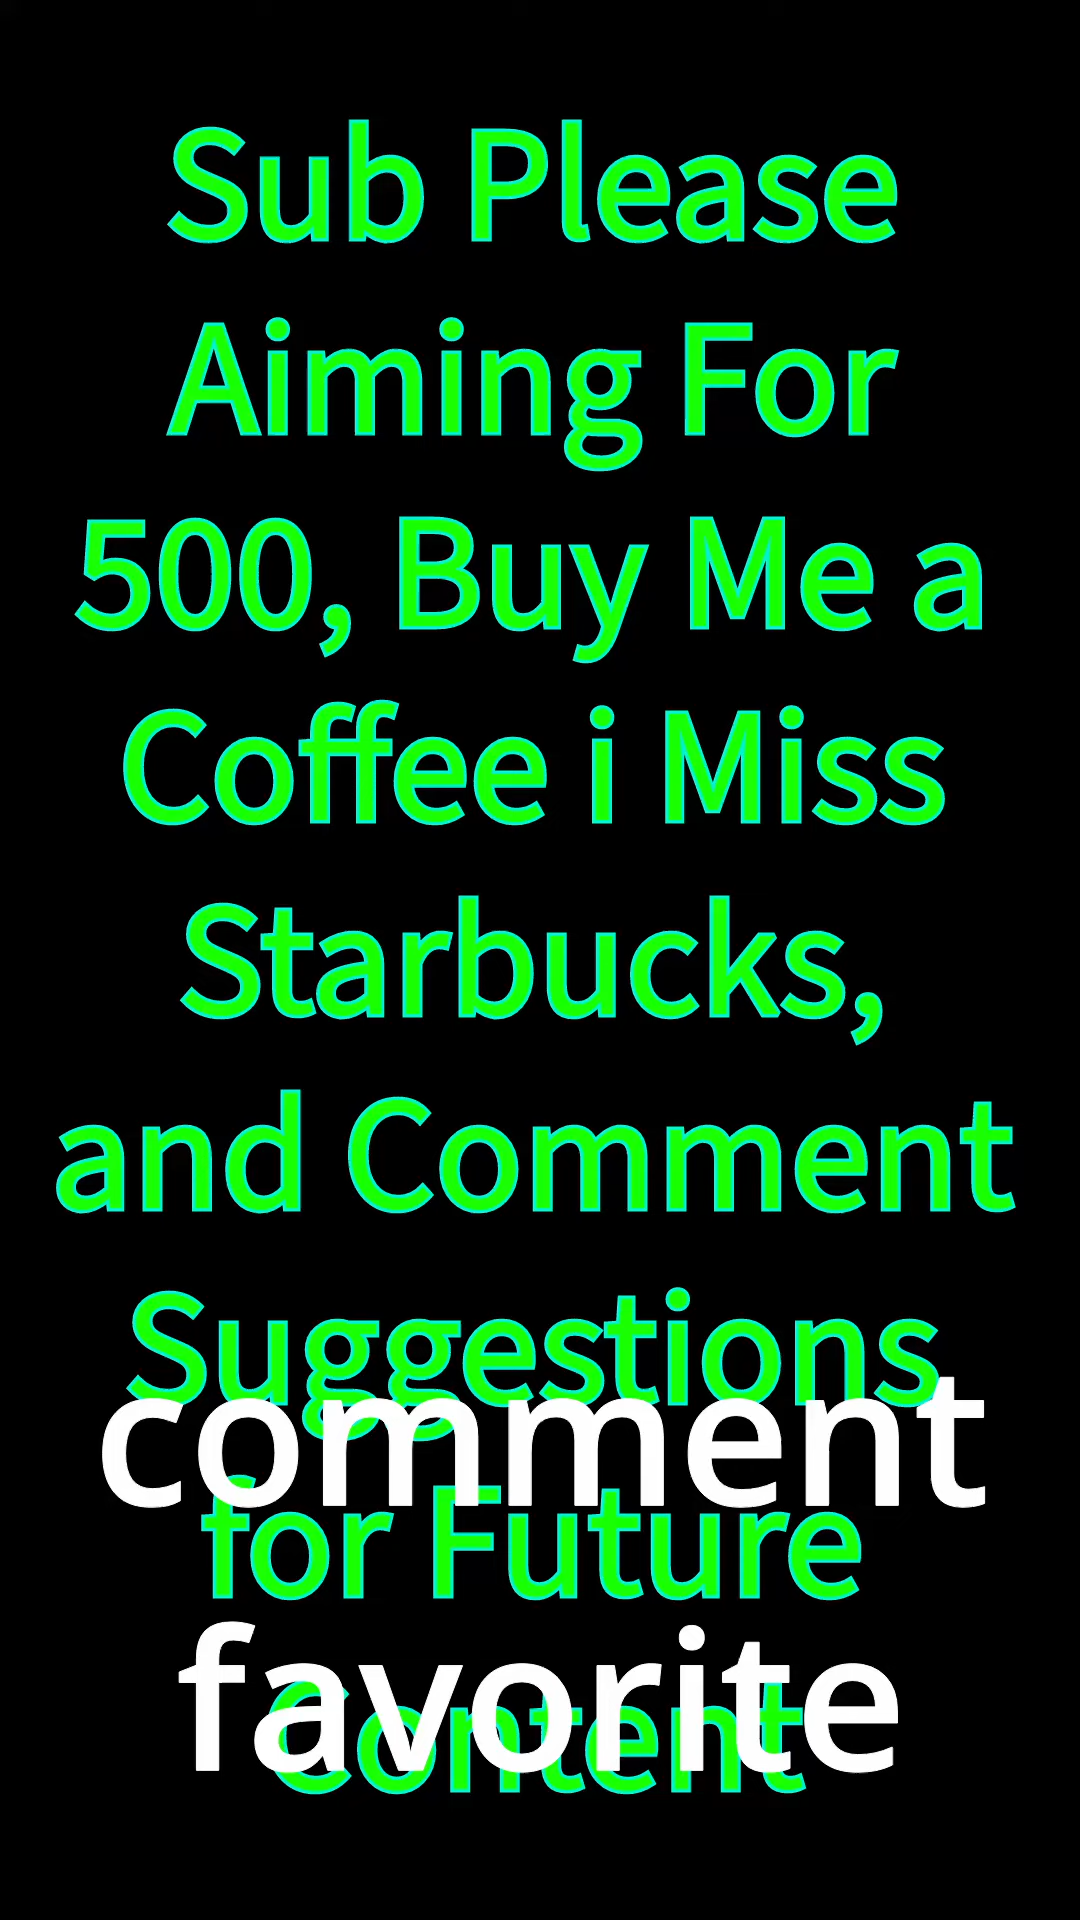 Sub Please
Aiming For
500, Buy Me a
Coffee i Miss
Starbucks,
and Comment
Suggestions
comment
for Future
favorite
Content